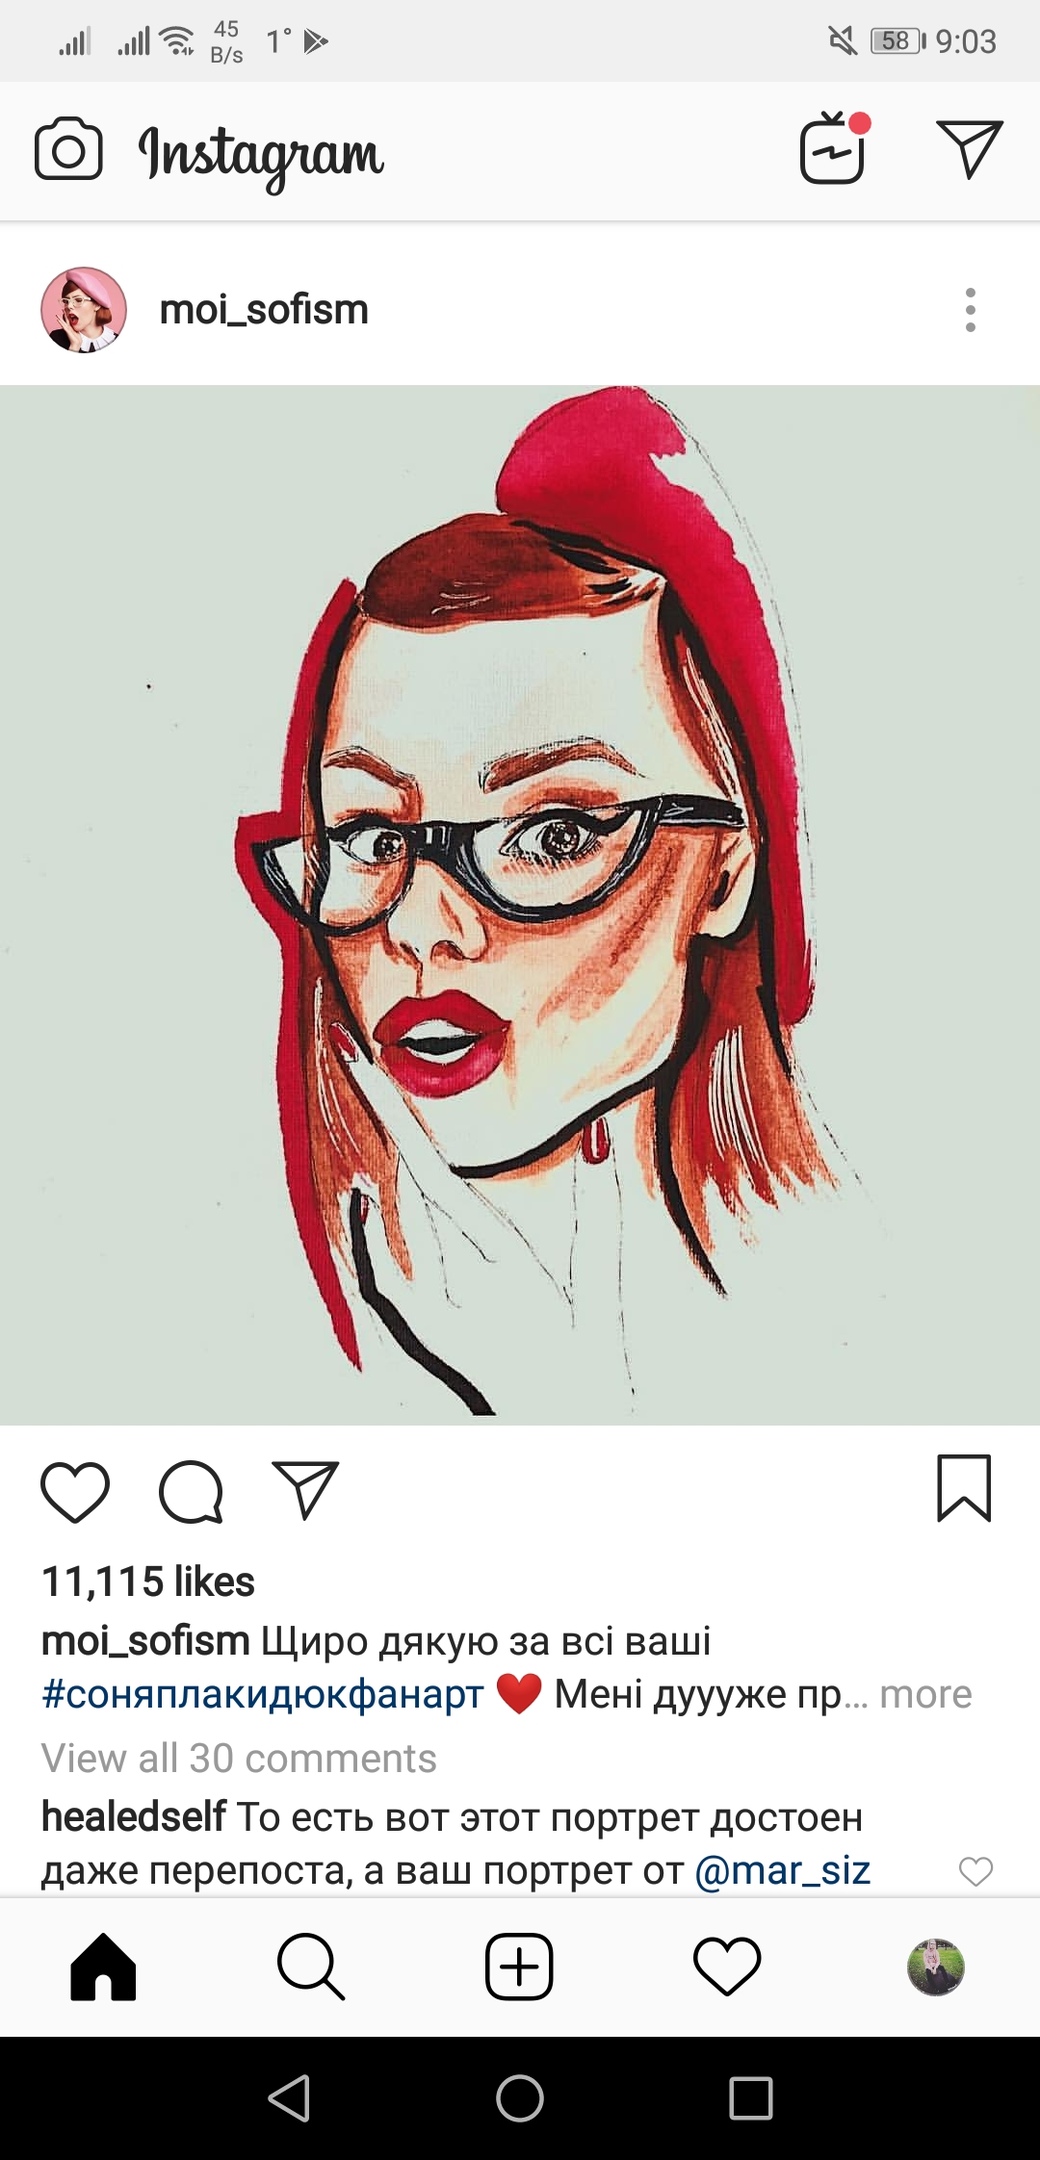 45
B/s
1°
58
9:03
Instagram
moi_sofism
11,115 likes
moi_sofism Щиро дякую за всі ваші
#соняплакидюкфанарт ❤️ Мені дуууже пр... more
View all 30 comments
healedself То есть вот этот портрет достоен
даже перепоста, а ваш портрет от @mar_siz